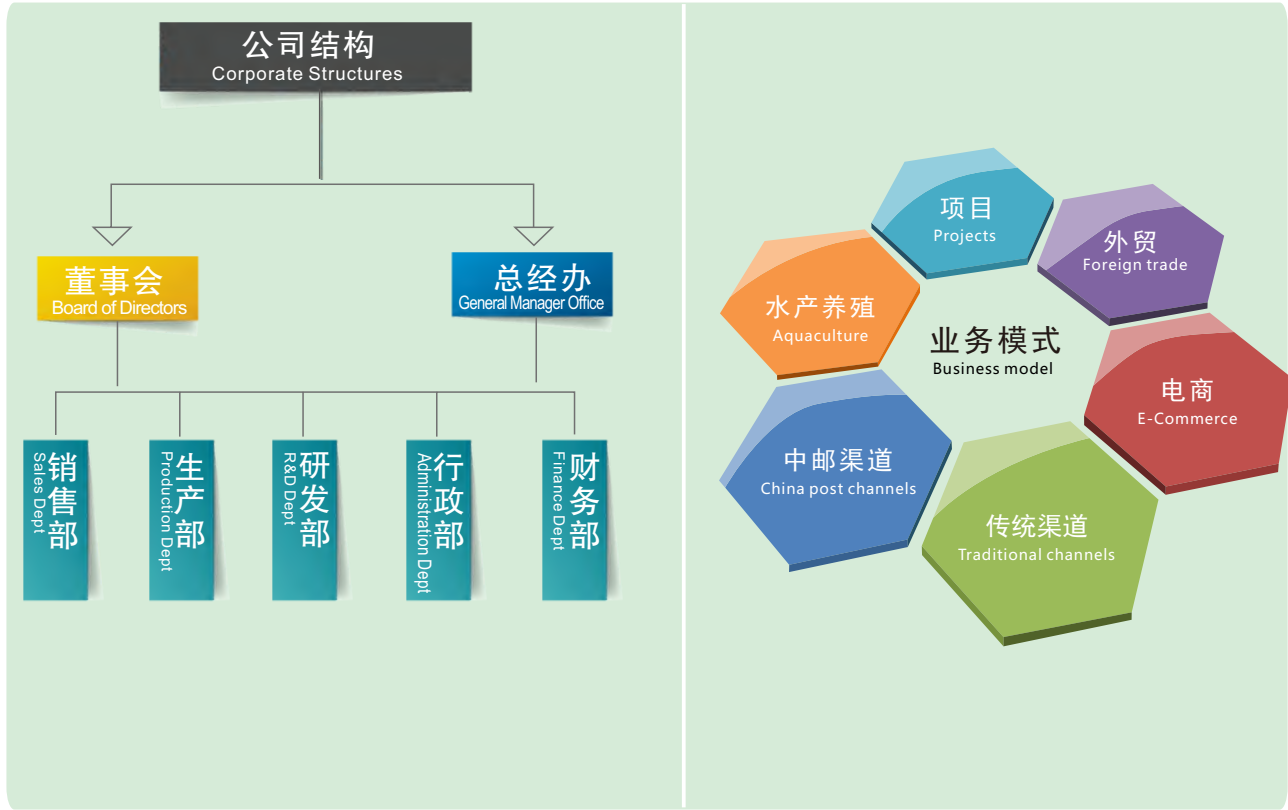 公司结构
Corporate Structures
董事会
Board of Directors
总经办
General Manager Office
销售部
Sales Dept
生产部
Production Dept
研发部
R&D Dept
行政部
Administration Dept
财务部
Finance Dept
项目
Projects
外贸
Foreign trade
水产养殖
Aquaculture
业务模式
Business model
电商
E-Commerce
中邮渠道
China post channels
传统渠道
Traditional channels